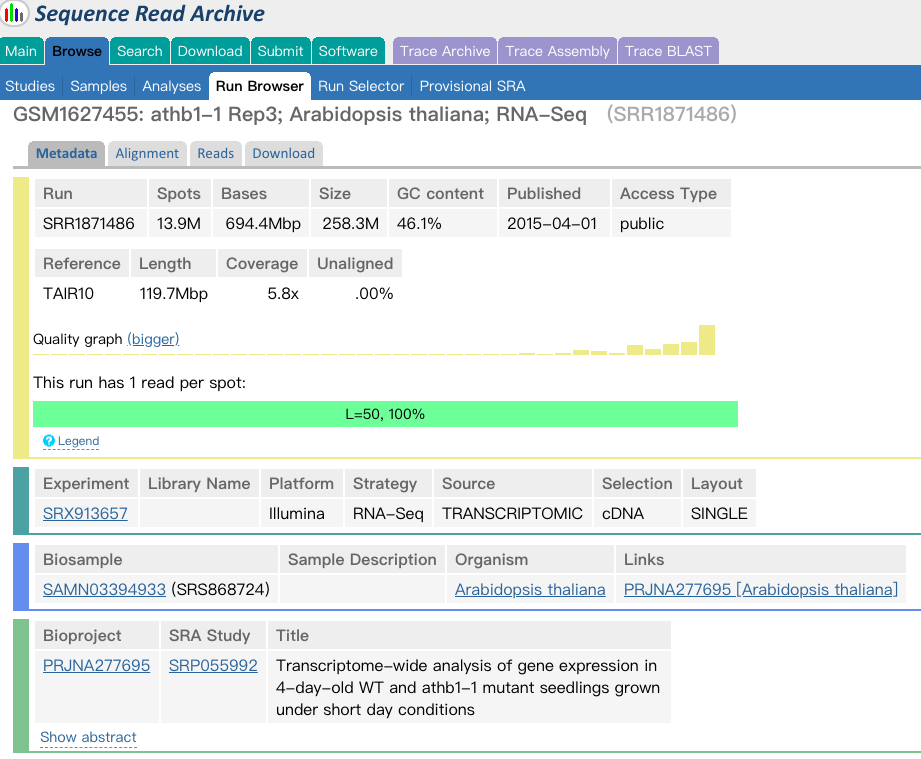 Sequence Read Archive
Main Browse Search Download Submit Software Trace Archive Trace Assembly Trace BLAST
Studies Samples Analyses Run Browser Run Selector Provisional SRA
GSM1627455: athb1-1 Rep3; Arabidopsis thaliana; RNA-Seq (SRR1871486)
Metadata Alignment Reads Download
Run Spots Bases Size GC content Published Access Type
SRR1871486 13.9M 694.4Mbp 258.3M 46.1% 2015-04-01 public
Reference Length Coverage Unaligned
TAIR10 119.7Mbp 5.8x .00%
Quality graph (bigger)
This run has 1 read per spot:
L=50, 100%
? Legend
Experiment Library Name Platform Strategy Source Selection Layout
SRX913657 Illumina RNA-Seq TRANSCRIPTOMIC cDNA SINGLE
Biosample Sample Description Organism Links
SAMN03394933 (SRS868724) Arabidopsis thaliana PRJNA277695 [Arabidopsis thaliana]
Bioproject SRA Study Title
PRJNA277695 SRP055992 Transcriptome-wide analysis of gene expression in
4-day-old WT and athb1-1 mutant seedlings grown
under short day conditions
Show abstract